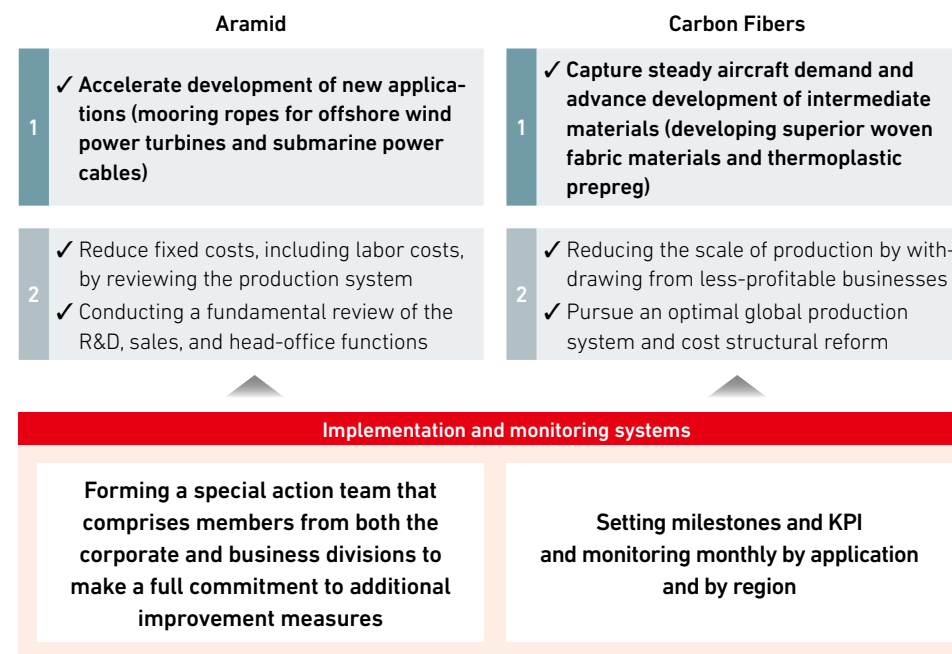 Aramid
1
✓ Accelerate development of new applica-
tions (mooring ropes for offshore wind
power turbines and submarine power
cables)
2
✓ Reduce fixed costs, including labor costs,
by reviewing the production system
✓ Conducting a fundamental review of the
R&D, sales, and head-office functions
Carbon Fibers
1
✓ Capture steady aircraft demand and
advance development of intermediate
materials (developing superior woven
fabric materials and thermoplastic
prepreg)
2
✓ Reducing the scale of production by with-
drawing from less-profitable businesses
✓ Pursue an optimal global production
system and cost structural reform
Implementation and monitoring systems
Forming a special action team that
comprises members from both the
corporate and business divisions to
make a full commitment to additional
improvement measures
Setting milestones and KPI
and monitoring monthly by application
and by region